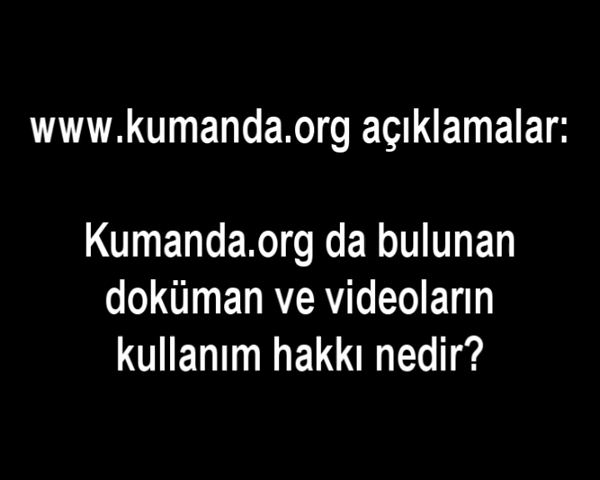 www.kumanda.org açıklamalar:
Kumanda.org da bulunan
doküman ve videoların
kullanım hakkı nedir?